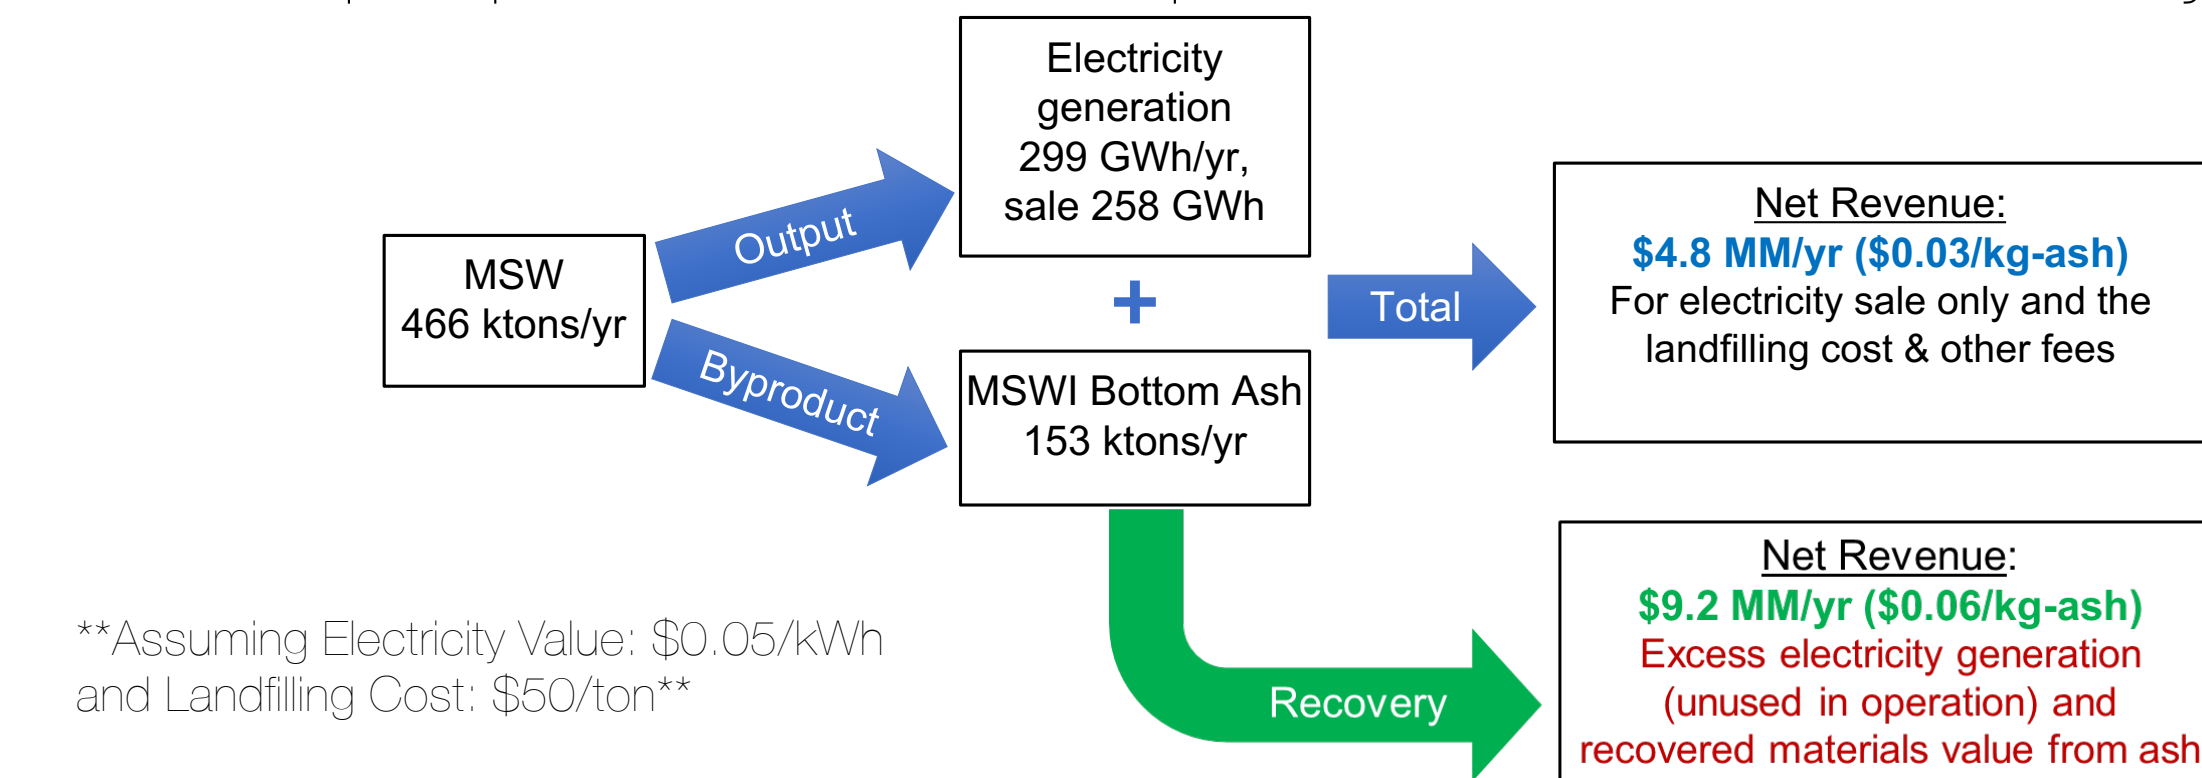 Electricity
generation
299 GWh/yr,
sale 258 GWh
Output
MSW
466 ktons/yr
Byproduct
+
Total
MSWI Bottom Ash
153 ktons/yr
Net Revenue:
$4.8 MM/yr ($0.03/kg-ash)
For electricity sale only and the
landfilling cost & other fees
Recovery
Net Revenue:
$9.2 MM/yr ($0.06/kg-ash)
Excess electricity generation
(unused in operation) and
recovered materials value from ash
**Assuming Electricity Value: $0.05/kWh
and Landfilling Cost: $50/ton**